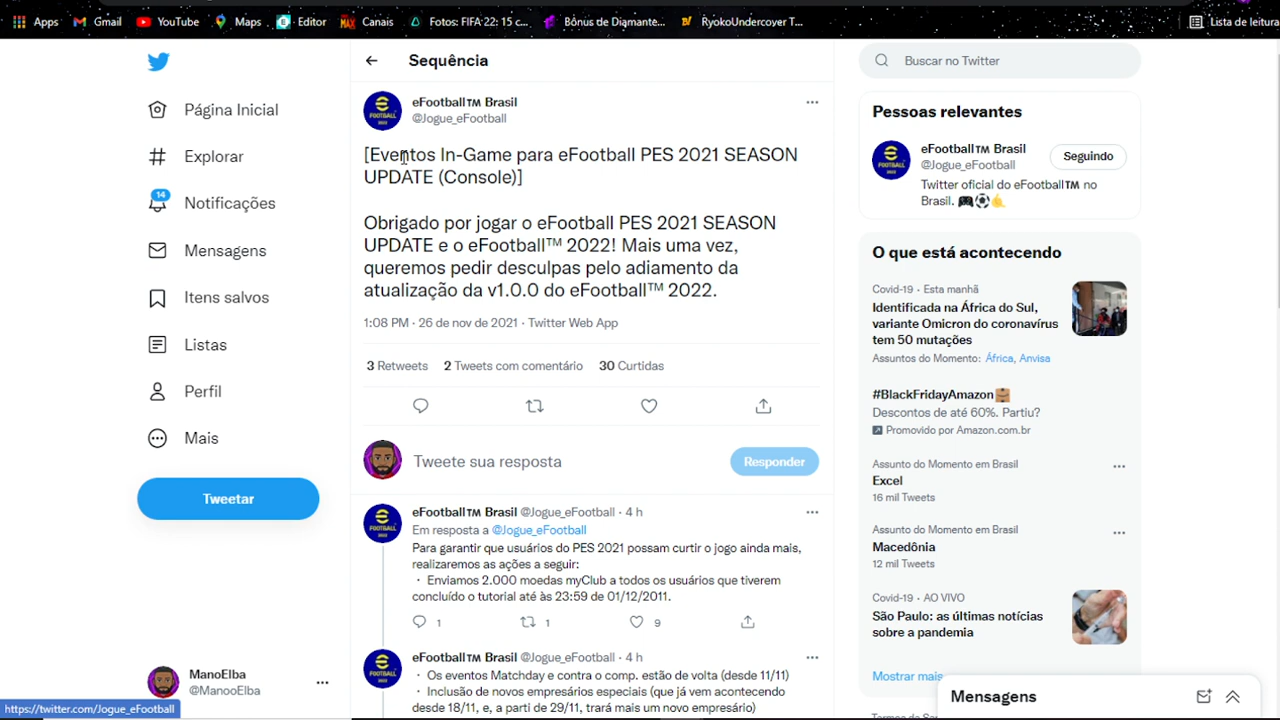 Apps Gmail YouTube Maps Editor Canais Fotos: FIFA 22: 15 c... Bônus de Diamante... RyokoUndercover T... Lista de leitura
Sequência
Buscar no Twitter
Página Inicial
Explorar
14
Notificações
Mensagens
Itens salvos
Listas
Perfil
Mais
Tweetar
ManoElba
@ManooElba
https://twitter.com/Jogue_eFootball
eFootball™ Brasil
@Jogue_eFootball
[Eventos In-Game para eFootball PES 2021 SEASON
UPDATE (Console)]
Obrigado por jogar o eFootball PES 2021 SEASON
UPDATE e o eFootball™ 2022! Mais uma vez,
queremos pedir desculpas pelo adiamento da
atualização da v1.0.0 do eFootball™ 2022.
1:08 PM · 26 de nov de 2021 · Twitter Web App
3 Retweets 2 Tweets com comentário 30 Curtidas
Tweete sua resposta
Responder
eFootball™ Brasil @Jogue_eFootball · 4 h
Em resposta a @Jogue_eFootball
Para garantir que usuários do PES 2021 possam curtir o jogo ainda mais,
realizaremos as ações a seguir:
・ Enviamos 2.000 moedas myClub a todos os usuários que tiverem
concluído o tutorial até às 23:59 de 01/12/2011.
1 1 9
eFootball™ Brasil @Jogue_eFootball · 4 h
・ Os eventos Matchday e contra o comp. estão de volta (desde 11/11)
・ Inclusão de novos empresários especiais (que já vem acontecendo
desde 18/11, e, a partir de 29/11, trará mais um novo empresário)
Pessoas relevantes
eFootball™ Brasil
@Jogue_eFootball
Seguindo
Twitter oficial do eFootball™ no
Brasil. 🎮⚽🤙
O que está acontecendo
Covid-19 · Esta manhã
Identificada na África do Sul,
variante Omicron do coronavírus
tem 50 mutações
Assuntos do Momento: África, Anvisa
#BlackFridayAmazon
Descontos de até 60%. Partiu?
Promovido por Amazon.com.br
Assunto do Momento em Brasil
Excel
16 mil Tweets
Assunto do Momento em Brasil
Macedônia
12 mil Tweets
Covid-19 · AO VIVO
São Paulo: as últimas notícias
sobre a pandemia
Mostrar mais
Mensagens